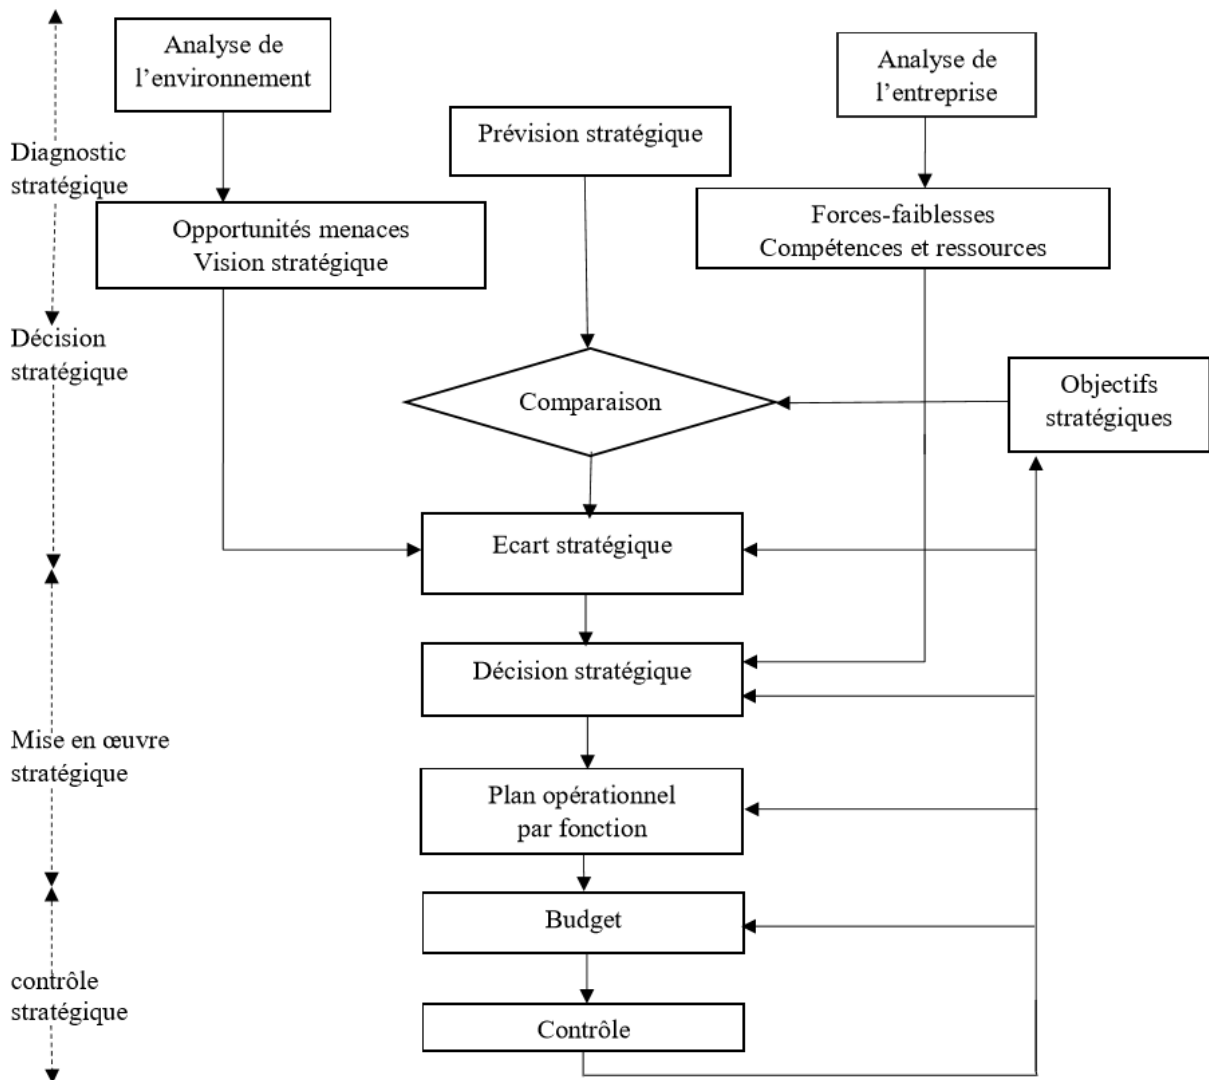 Analyse de
l’environnement
Analyse de
l’entreprise
Prévision stratégique
Diagnostic
stratégique
Opportunités menaces
Vision stratégique
Forces-faiblesses
Compétences et ressources
Décision
stratégique
Comparaison
Objectifs
stratégiques
Ecart stratégique
Décision stratégique
Mise en œuvre
stratégique
Plan opérationnel
par fonction
Budget
contrôle
stratégique
Contrôle